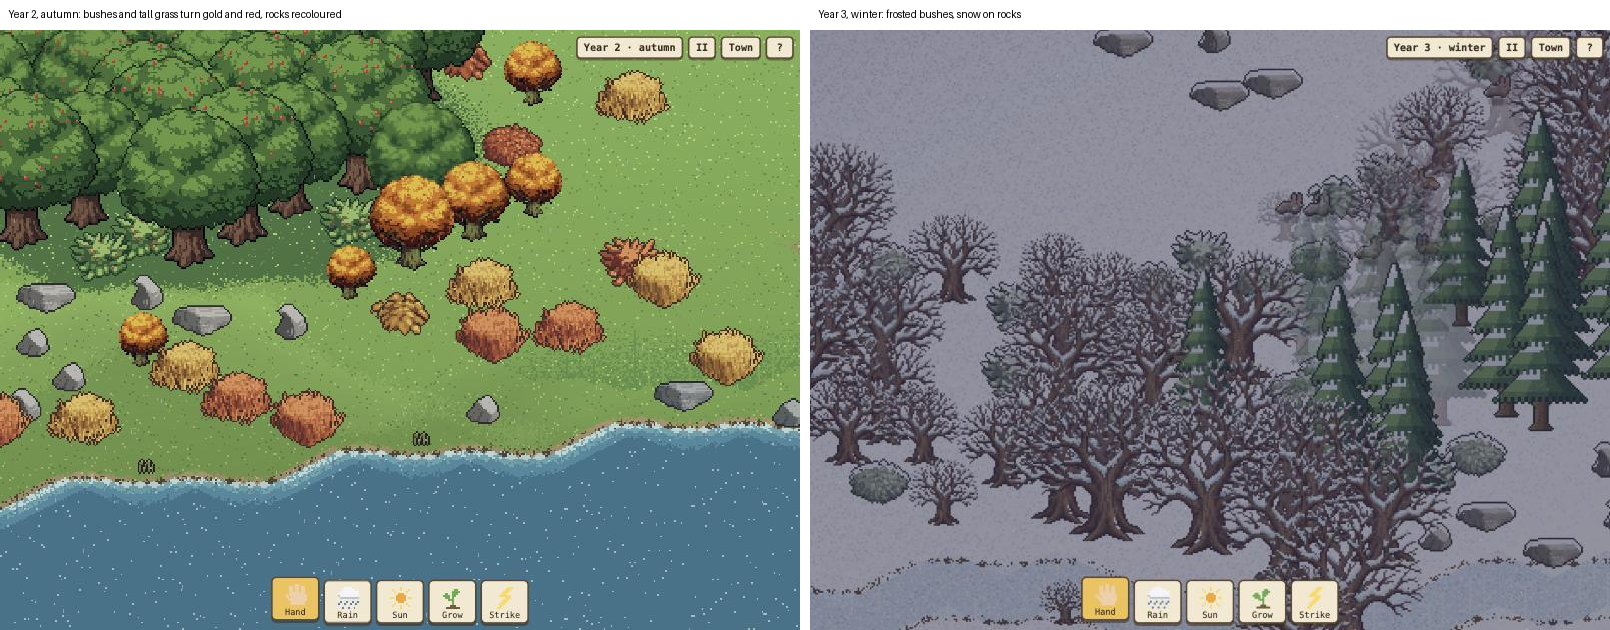 Year 2, autumn: bushes and tall grass turn gold and red, rocks recoloured
Year 2 · autumn
II
Town
?
Hand
Rain
Sun
Grow
Strike
Year 3, winter: frosted bushes, snow on rocks
Year 3 · winter
II
Town
?
Hand
Rain
Sun
Grow
Strike